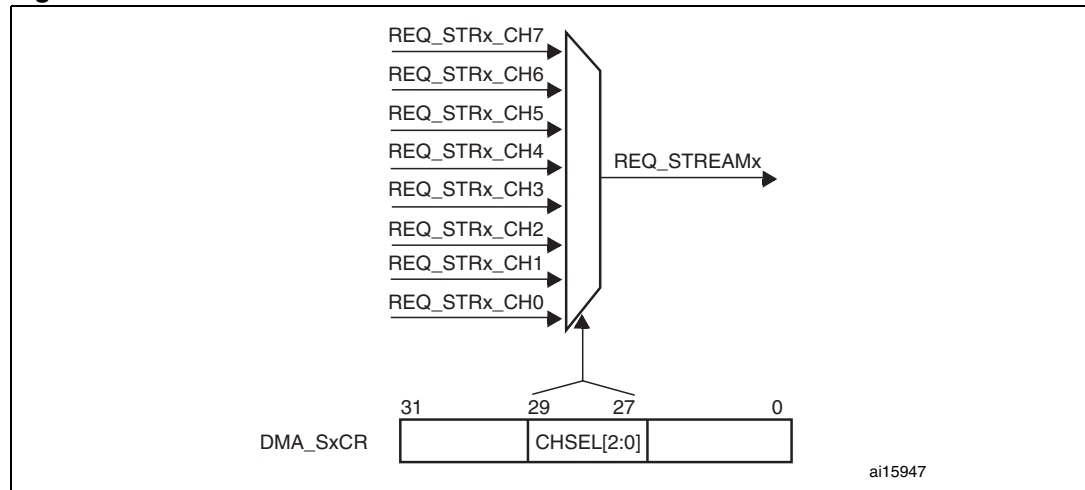 REQ_STRx_CH7
REQ_STRx_CH6
REQ_STRx_CH5
REQ_STRx_CH4
REQ_STREAMx
REQ_STRx_CH3
REQ_STRx_CH2
REQ_STRx_CH1
REQ_STRx_CH0
31 29 27 0
DMA_SxCR CHSEL[2:0]
ai15947